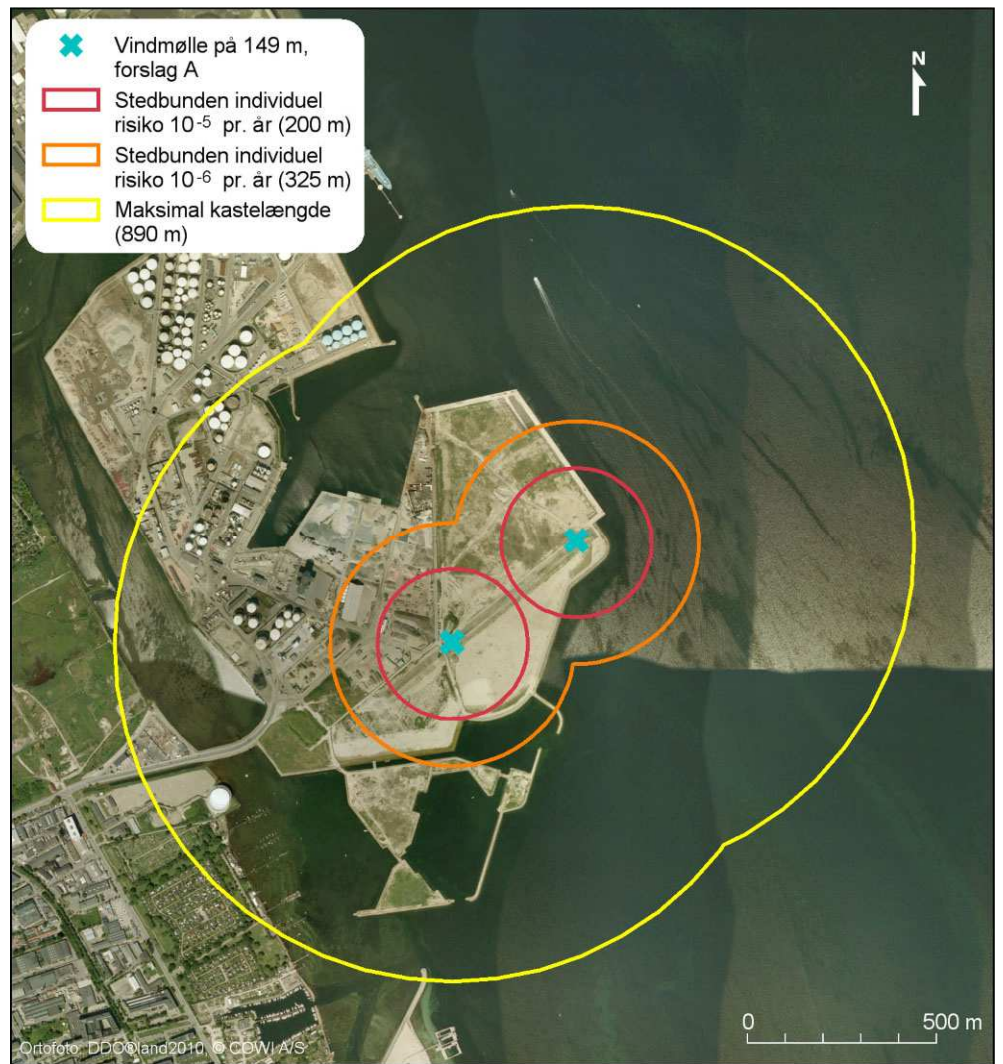 Vindmølle på 149 m,
forslag A
Stedbunden individuel
risiko 10⁻⁵ pr. år (200 m)
Stedbunden individuel
risiko 10⁻⁶ pr. år (325 m)
Maksimal kastelængde
(890 m)
N
0 500 m
Ortofoto: DDO®land2010, © COWI A/S